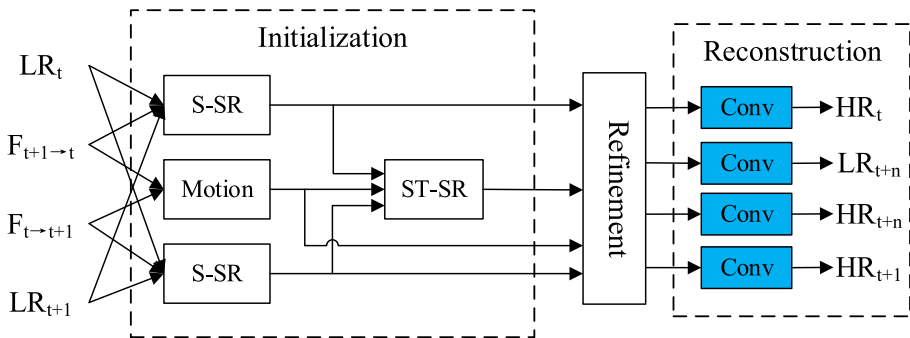 Initialization
Reconstruction
LRₜ
Fₜ₊₁→ₜ
Fₜ→ₜ₊₁
LRₜ₊₁
S-SR
Motion
S-SR
ST-SR
Refinement
Conv
HRₜ
Conv
LRₜ₊ₙ
Conv
HRₜ₊ₙ
Conv
HRₜ₊₁